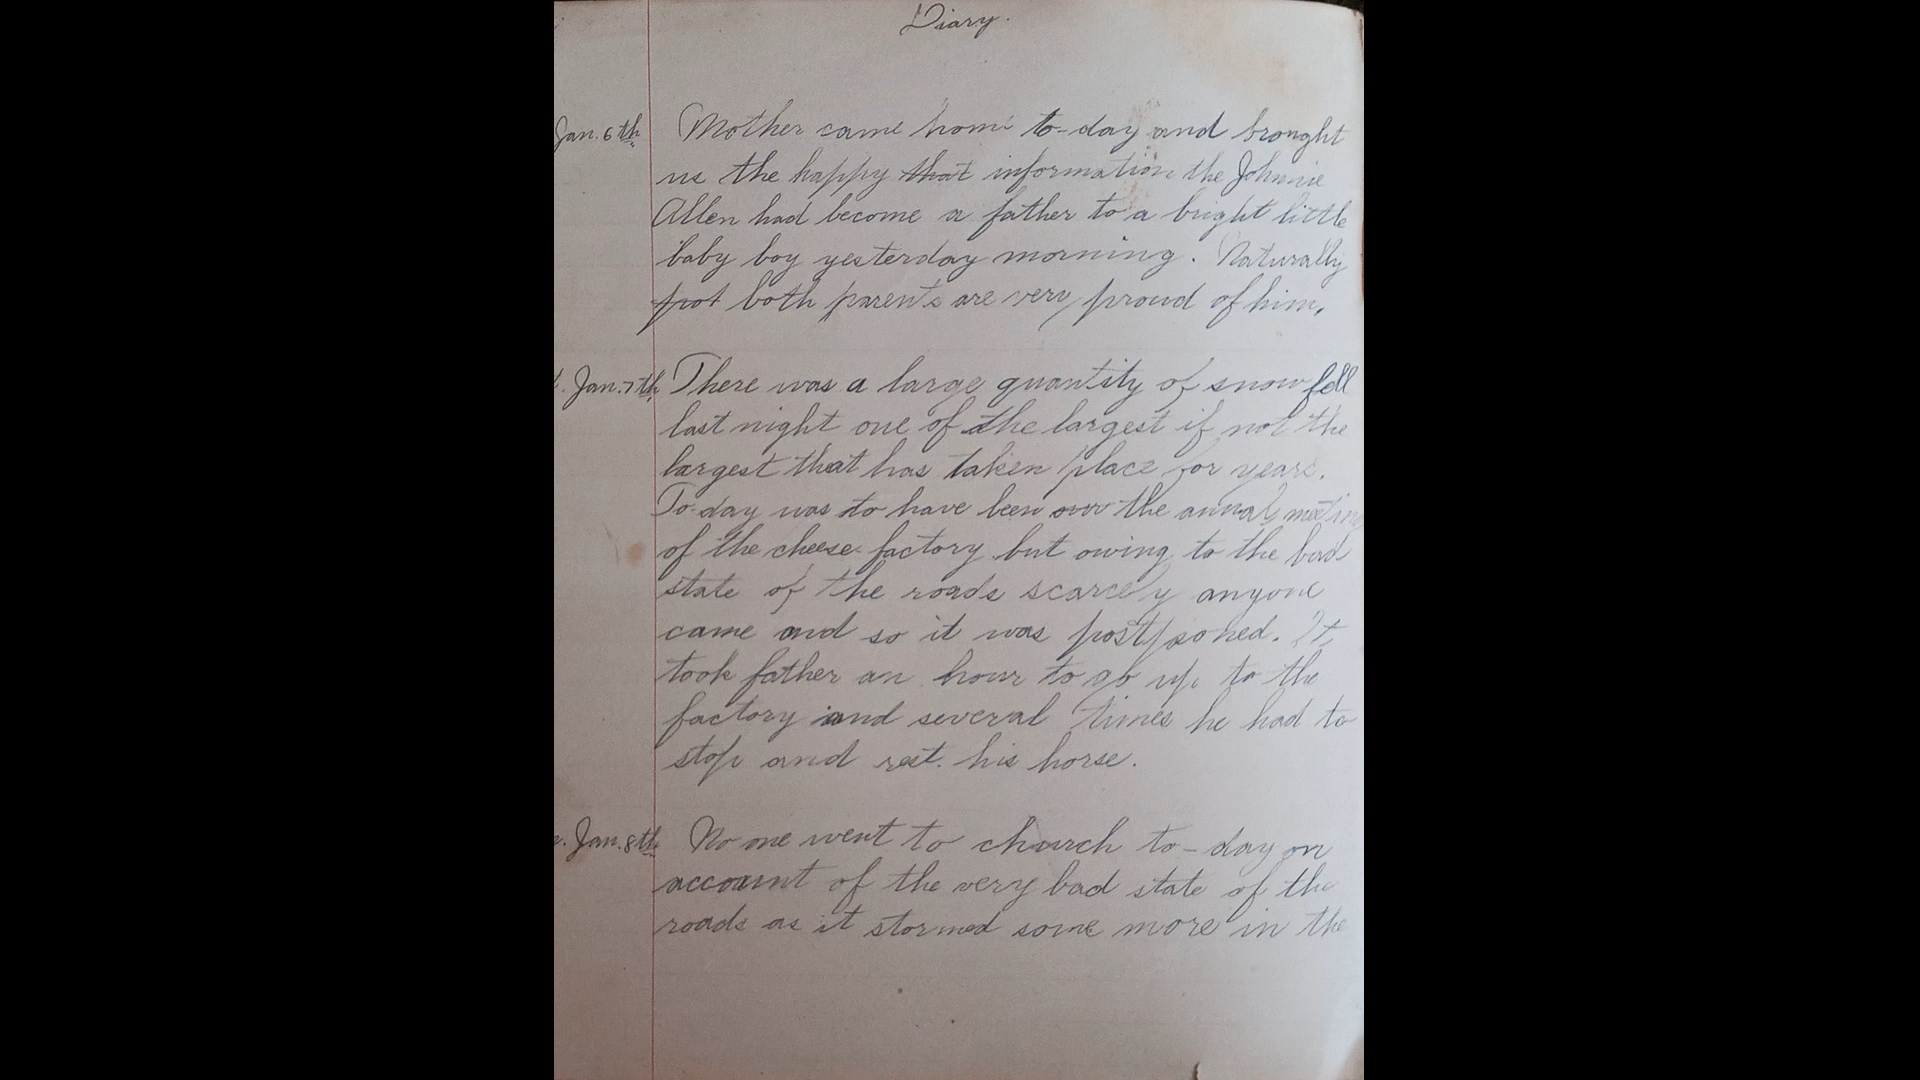 Diary.
Jan. 6th Mother came home to-day and brought
us the happy that information the Johnnie
Allen had become a father to a bright little
baby boy yesterday morning. Naturally
both parents are very proud of him.
Jan. 7th There was a large quantity of snow fell
last night one of the largest if not the
largest that has taken place for years.
To-day was to have been the annual meeting
of the cheese factory but owing to the bad
state of the roads scarcely anyone
came and so it was postponed. It
took father an hour to go up to the
factory and several times he had to
stop and rest. his horse.
Jan. 8th No one went to church to-day on
account of the very bad state of the
roads as it stormed some more in the